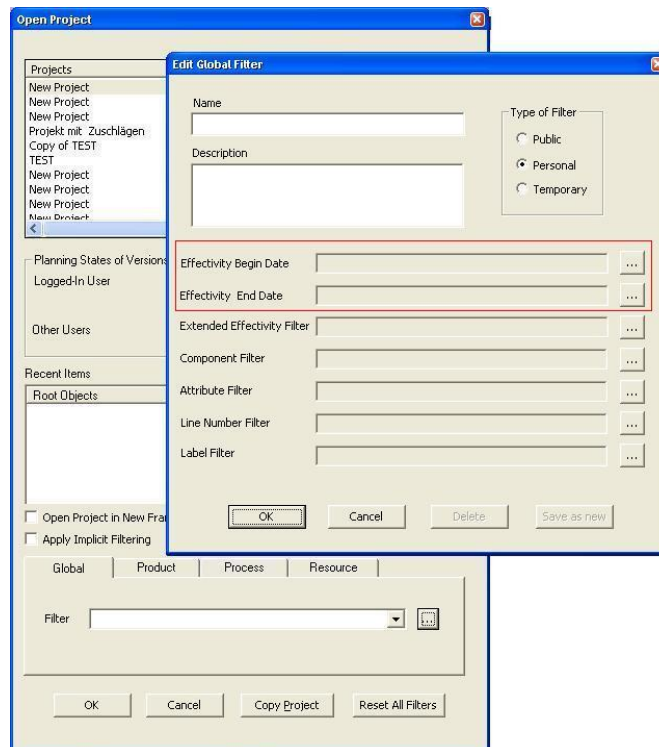 Open Project
Projects
New Project
New Project
New Project
Projekt mit Zuschlägen
Copy of TEST
TEST
New Project
New Project
New Project
New Project
Planning States of Versions
Logged-In User
Other Users
Recent Items
Root Objects
Open Project in New Fra
Apply Implicit Filtering
Global Product Process Resource
Filter ...
OK Cancel Copy Project Reset All Filters
Edit Global Filter
Name
Description
Type of Filter
Public
Personal
Temporary
Effectivity Begin Date ...
Effectivity End Date ...
Extended Effectivity Filter ...
Component Filter ...
Attribute Filter ...
Line Number Filter ...
Label Filter ...
OK Cancel Delete Save as new